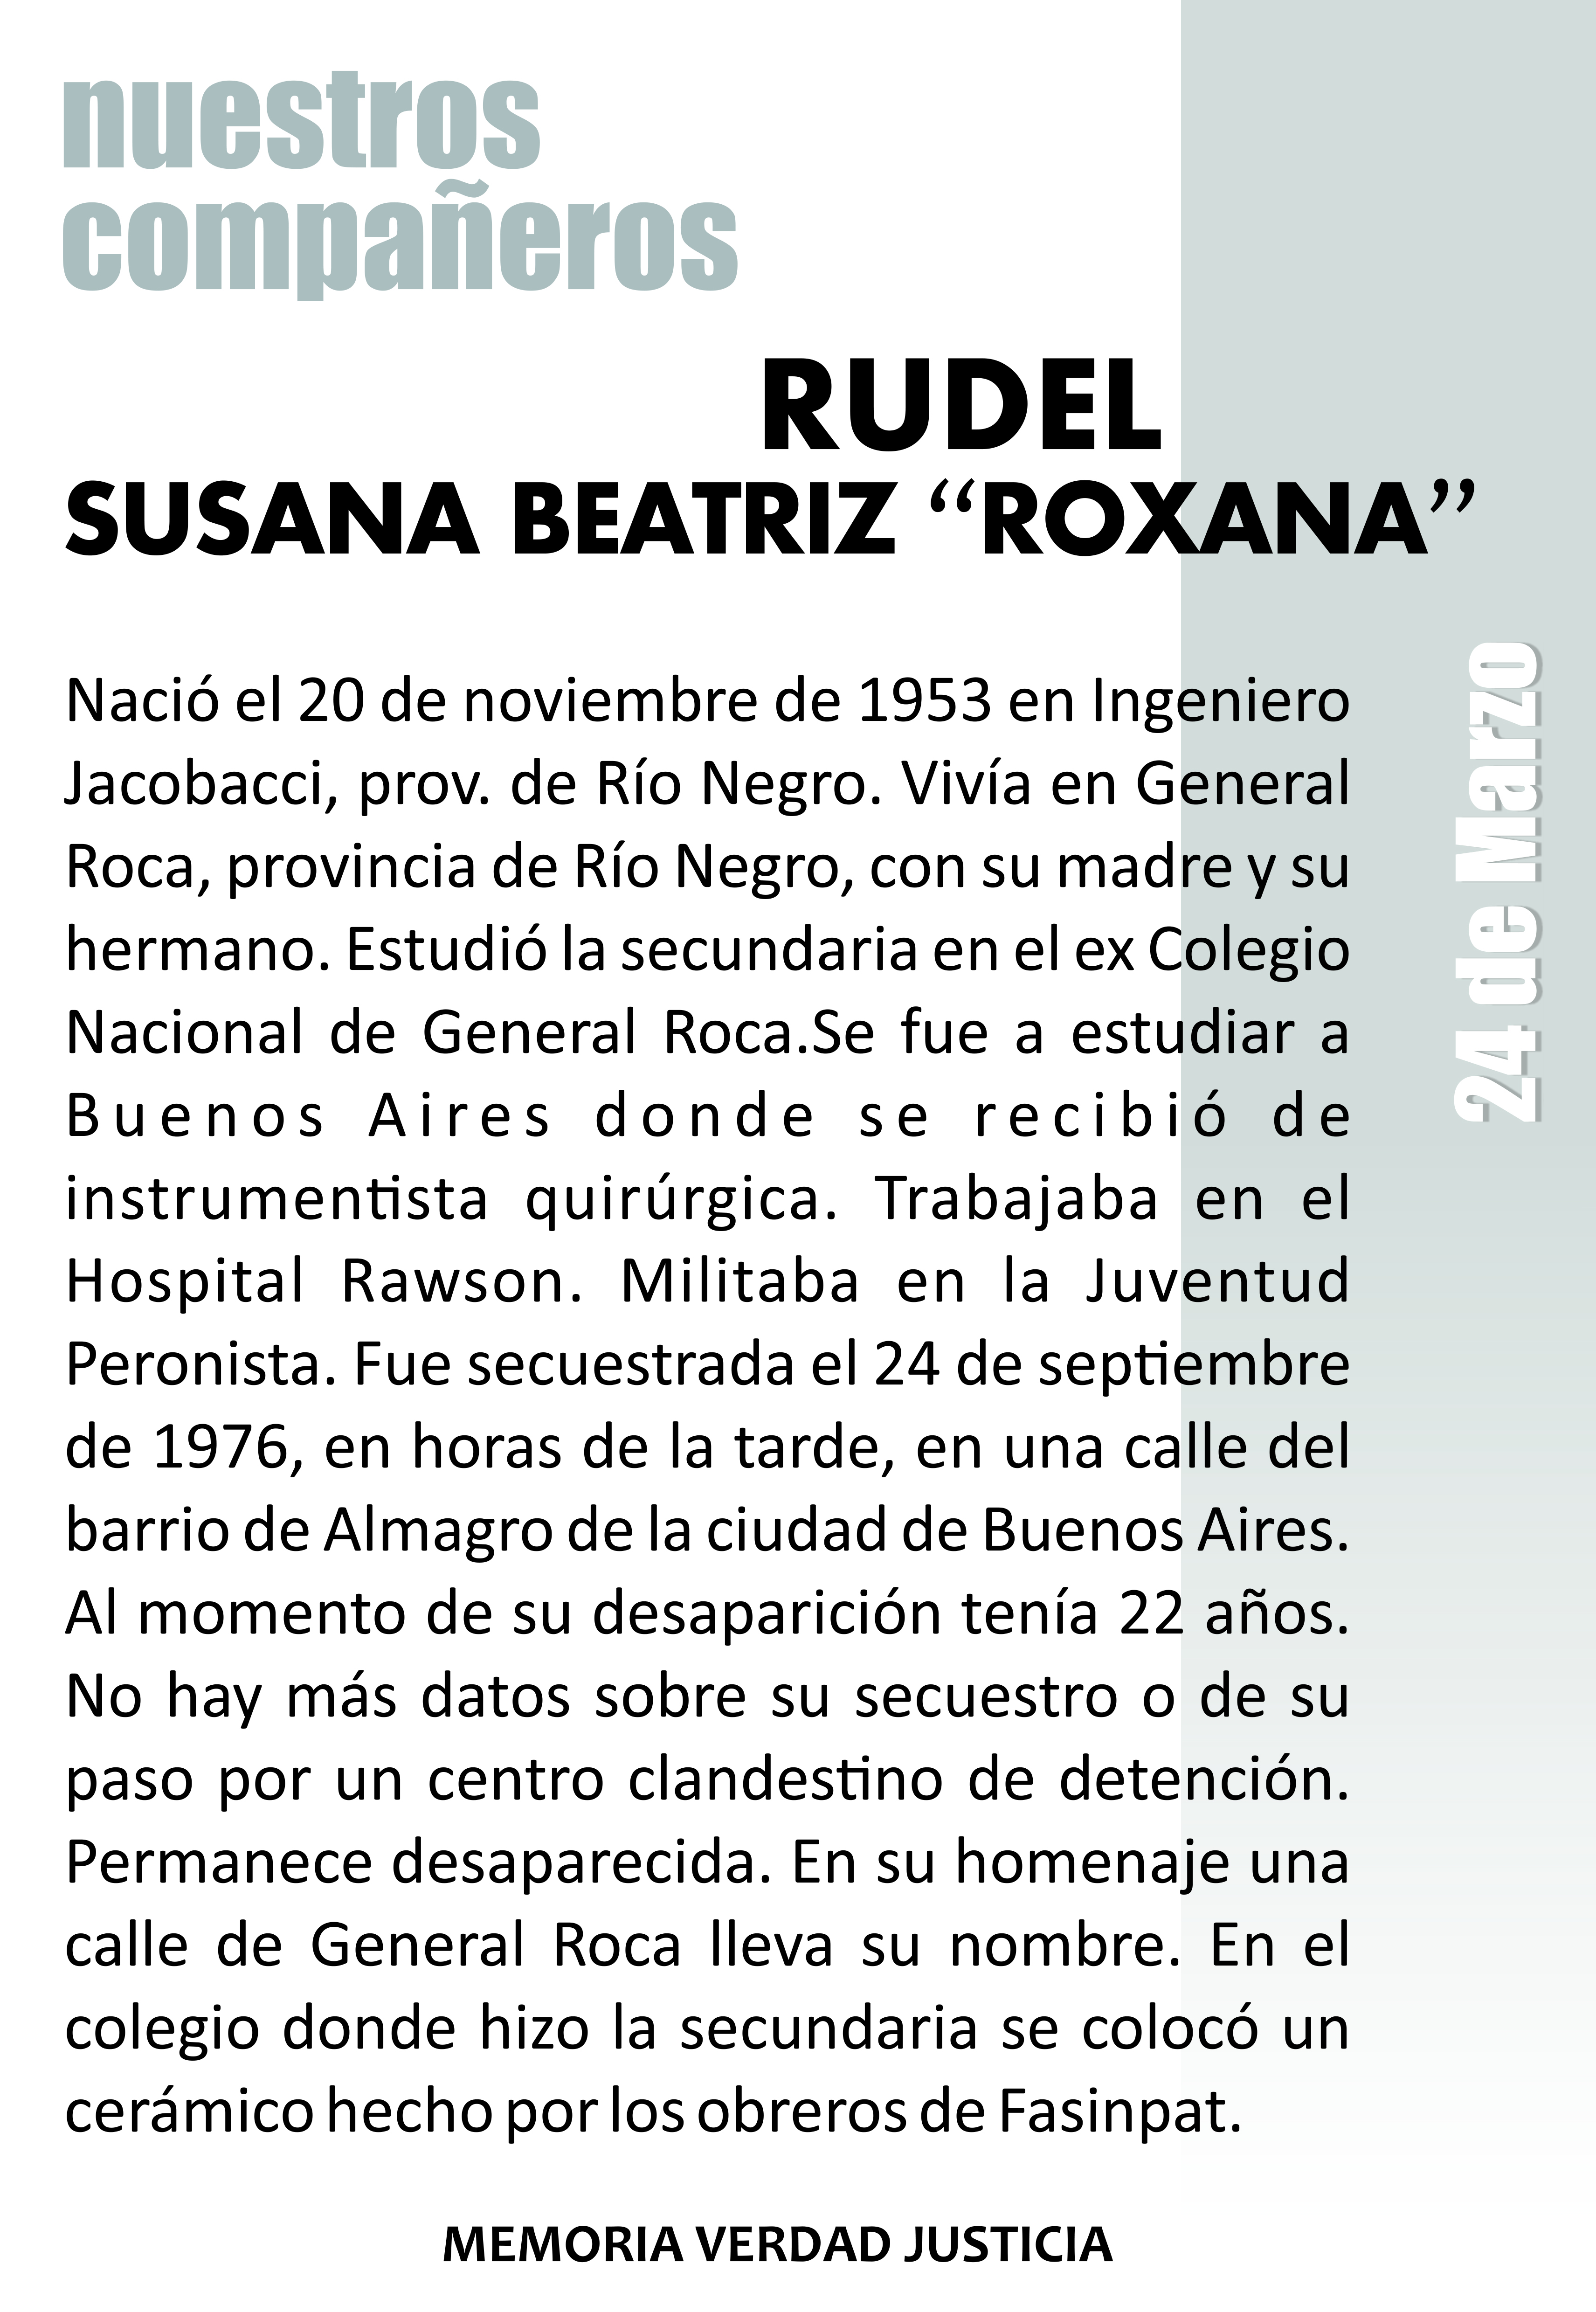 nuestros
compañeros
RUDEL
SUSANA BEATRIZ “ROXANA”
Nació el 20 de noviembre de 1953 en Ingeniero
Jacobacci, prov. de Río Negro. Vivía en General
Roca, provincia de Río Negro, con su madre y su
hermano. Estudió la secundaria en el ex Colegio
Nacional de General Roca.Se fue a estudiar a
Buenos Aires donde se recibió de
instrumentista quirúrgica. Trabajaba en el
Hospital Rawson. Militaba en la Juventud
Peronista. Fue secuestrada el 24 de septiembre
de 1976, en horas de la tarde, en una calle del
barrio de Almagro de la ciudad de Buenos Aires.
Al momento de su desaparición tenía 22 años.
No hay más datos sobre su secuestro o de su
paso por un centro clandestino de detención.
Permanece desaparecida. En su homenaje una
calle de General Roca lleva su nombre. En el
colegio donde hizo la secundaria se colocó un
cerámico hecho por los obreros de Fasinpat.
24 de Marzo
MEMORIA VERDAD JUSTICIA